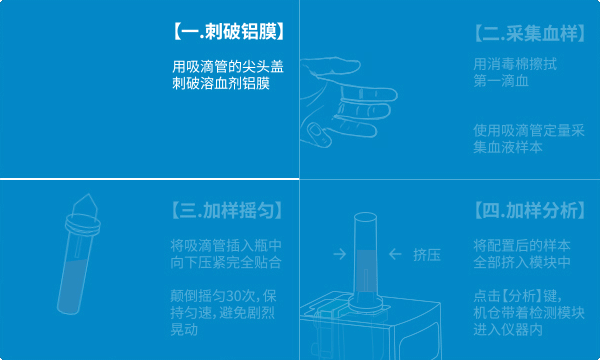 【一.刺破铝膜】
用吸滴管的尖头盖
刺破溶血剂铝膜
【二.采集血样】
用消毒棉擦拭
第一滴血
使用吸滴管定量采
集血液样本
【三.加样摇匀】
将吸滴管插入瓶中
向下压紧完全贴合
颠倒摇匀30次，保
持匀速，避免剧烈
晃动
【四.加样分析】
挤压
将配置后的样本
全部挤入模块中
点击【分析】键，
机仓带着检测模块
进入仪器内